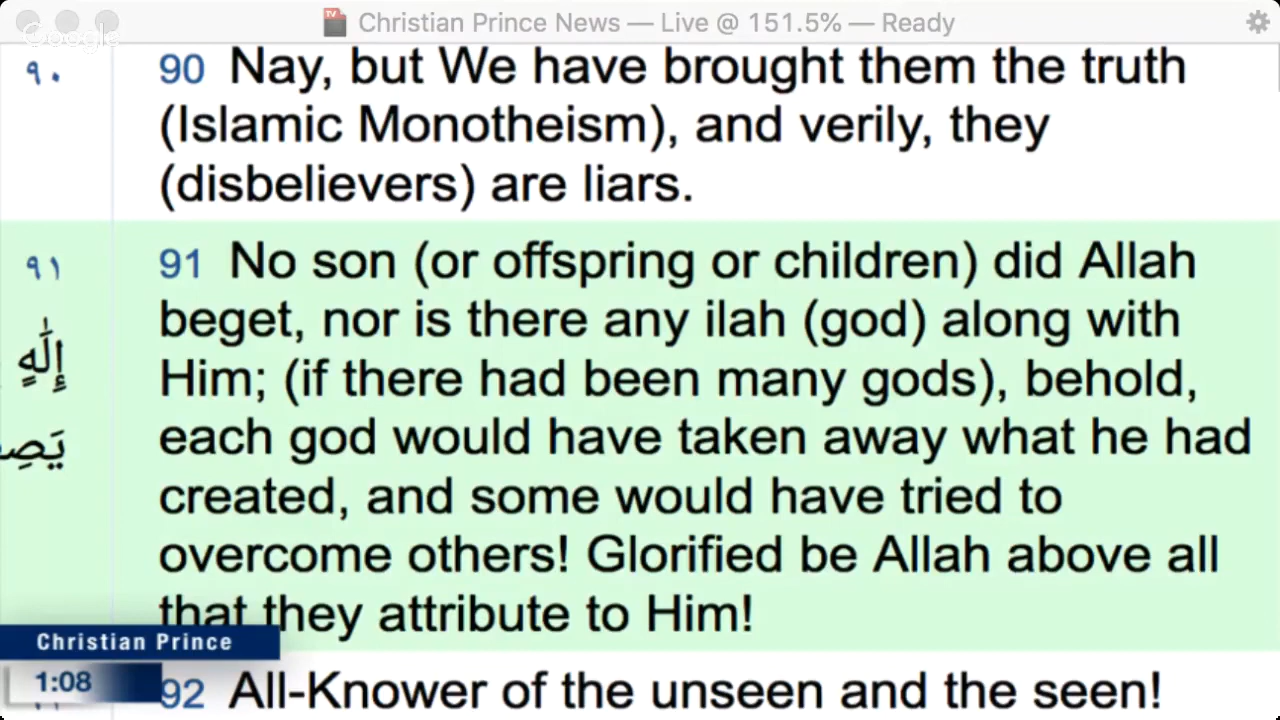 Christian Prince News — Live @ 151.5% — Ready
Google
٩٠
90 Nay, but We have brought them the truth
(Islamic Monotheism), and verily, they
(disbelievers) are liars.
٩١
91 No son (or offspring or children) did Allah
beget, nor is there any ilah (god) along with
إِلَٰهٍ
Him; (if there had been many gods), behold,
each god would have taken away what he had
created, and some would have tried to
overcome others! Glorified be Allah above all
that they attribute to Him!
Christian Prince
1:08
92 All-Knower of the unseen and the seen!